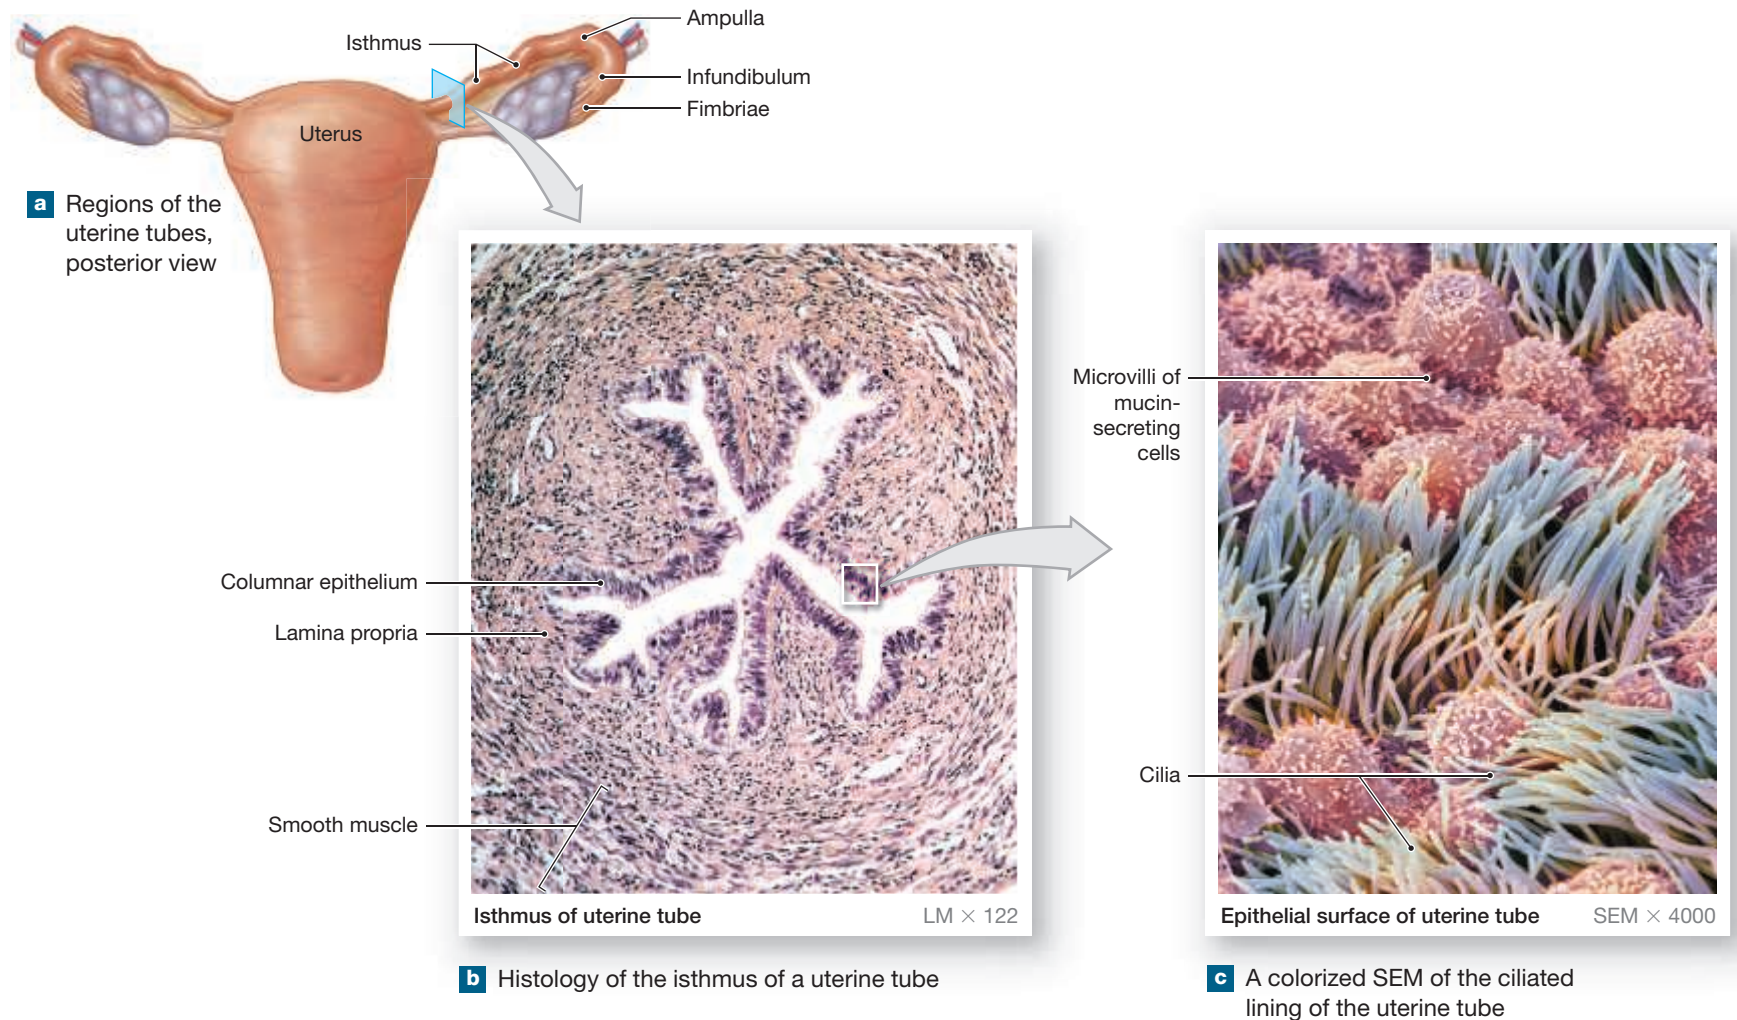 Ampulla
Isthmus
Infundibulum
Fimbriae
Uterus
a Regions of the
uterine tubes,
posterior view
Columnar epithelium
Lamina propria
Smooth muscle
Isthmus of uterine tube LM × 122
b Histology of the isthmus of a uterine tube
Microvilli of
mucin-
secreting
cells
Cilia
Epithelial surface of uterine tube SEM × 4000
c A colorized SEM of the ciliated
lining of the uterine tube